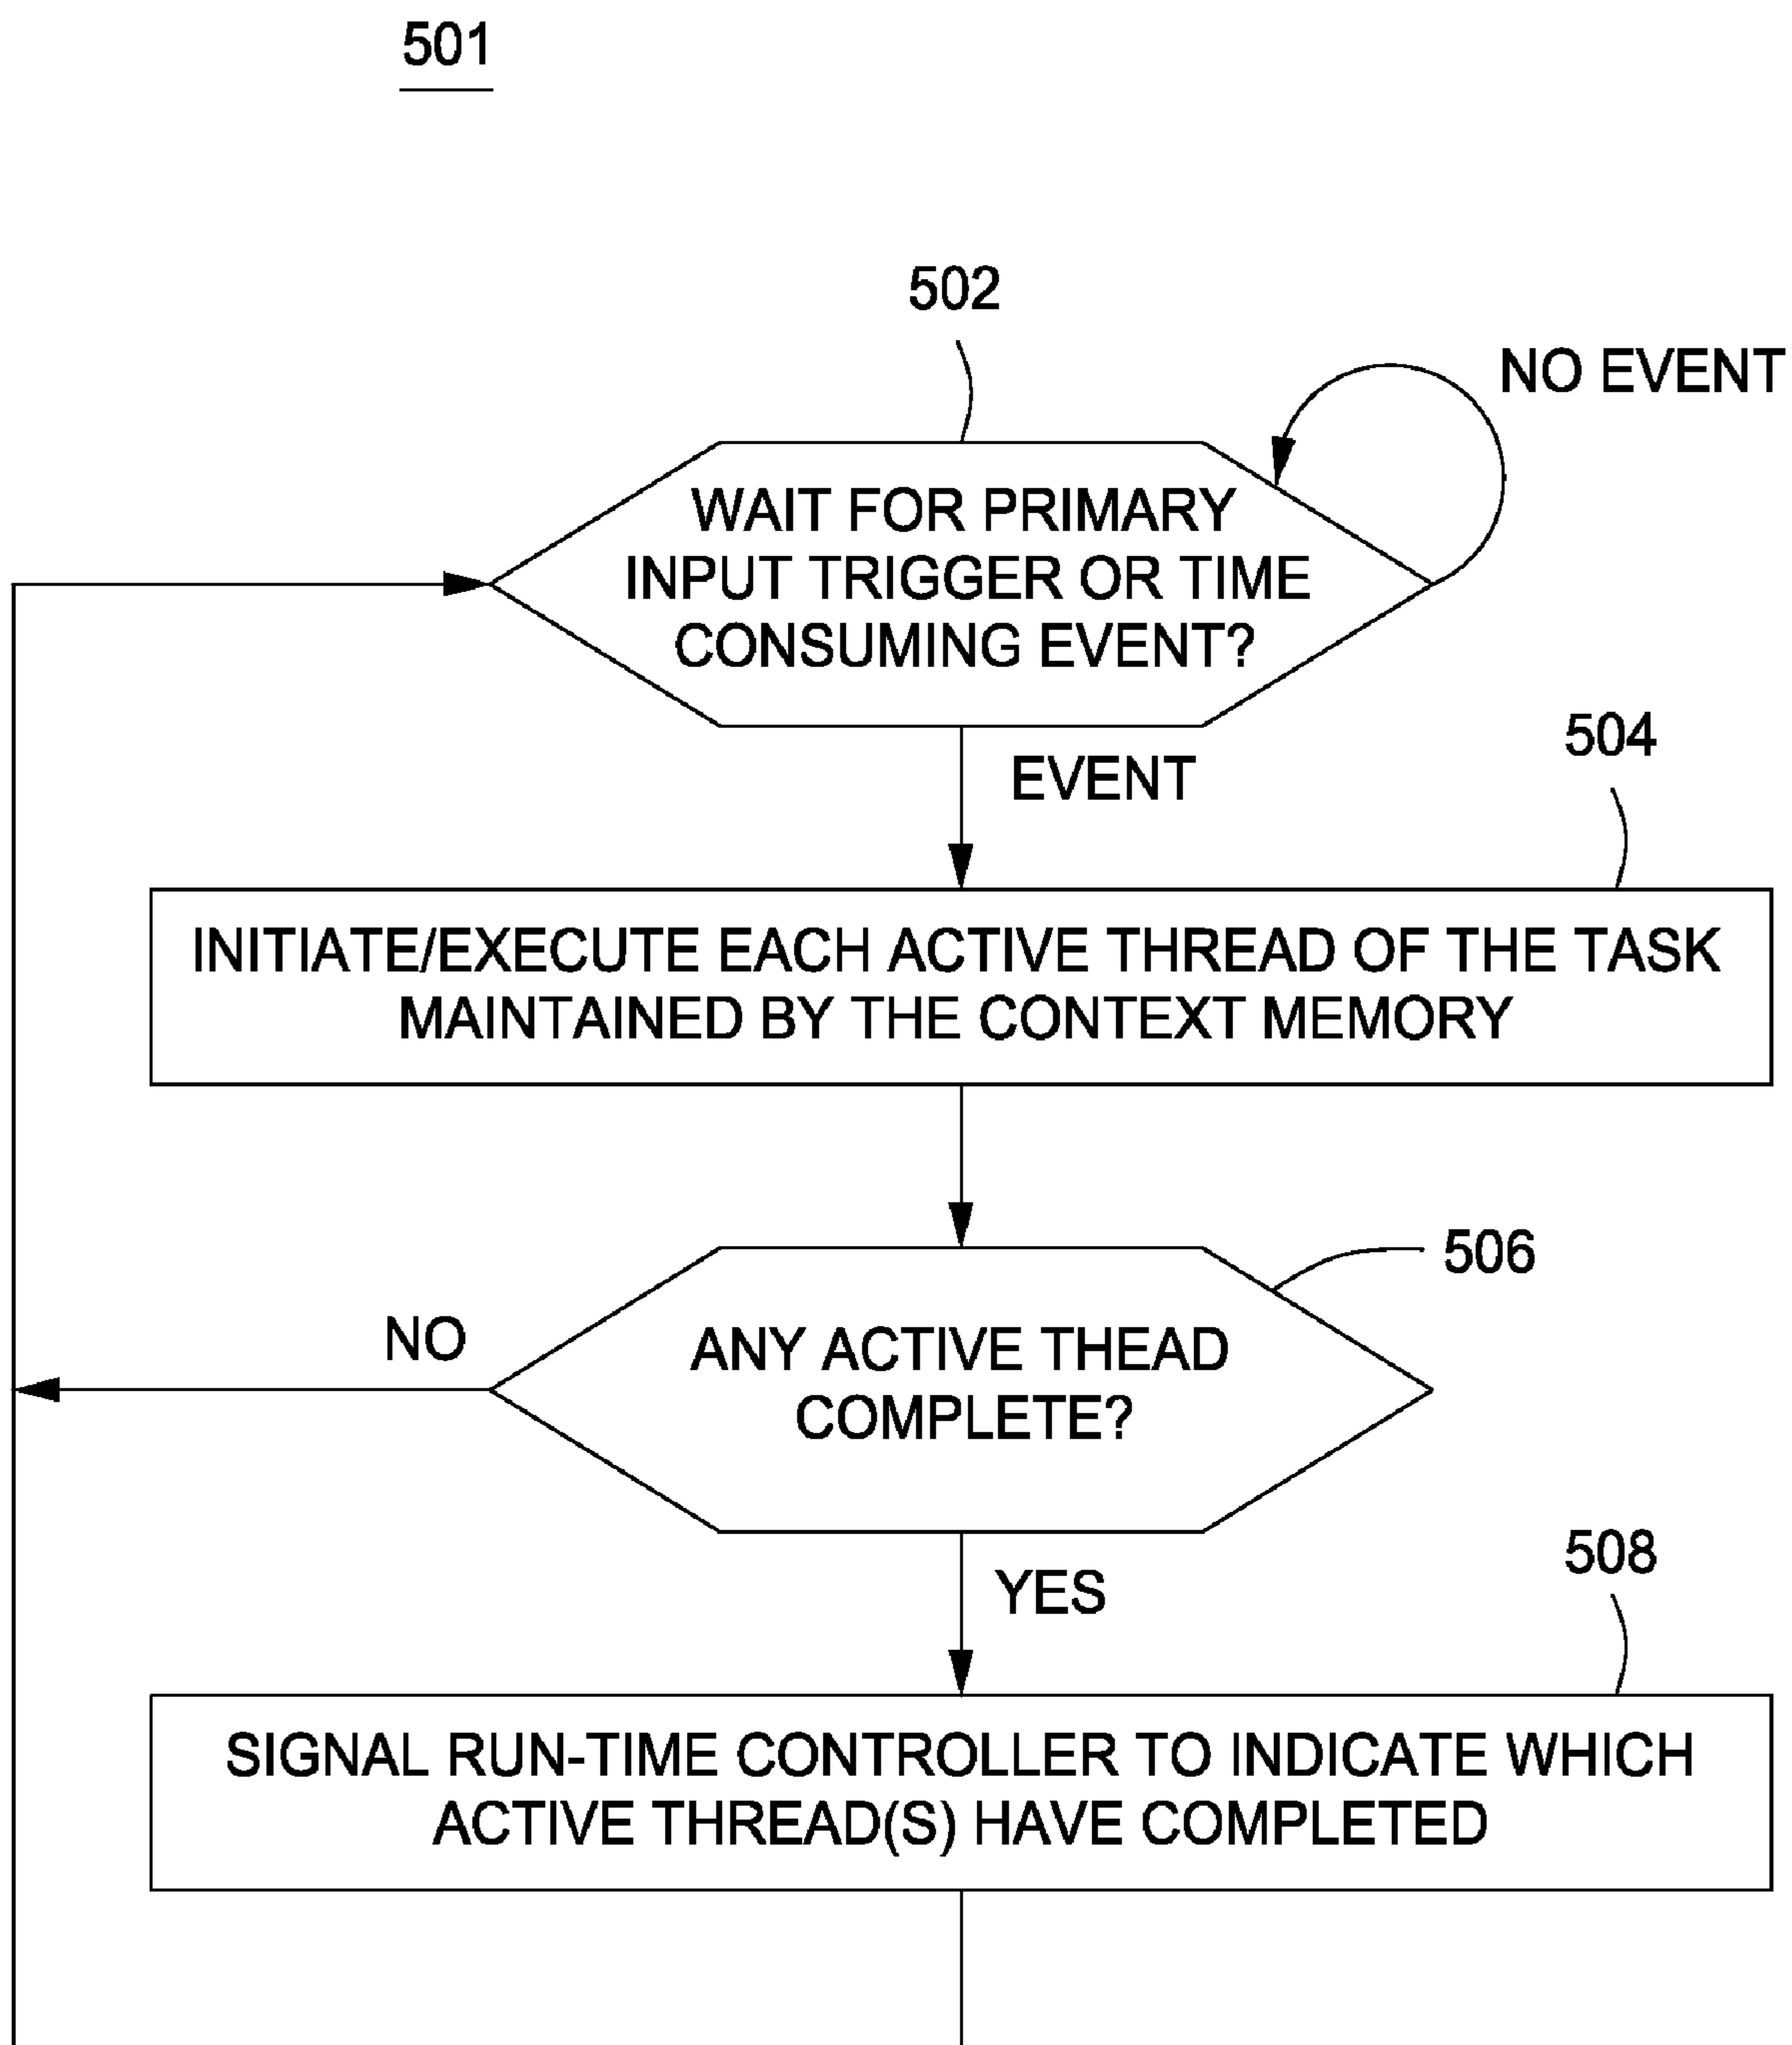 501
502
NO EVENT
WAIT FOR PRIMARY
INPUT TRIGGER OR TIME
CONSUMING EVENT?
EVENT
504
INITIATE/EXECUTE EACH ACTIVE THREAD OF THE TASK
MAINTAINED BY THE CONTEXT MEMORY
506
NO
ANY ACTIVE THEAD
COMPLETE?
YES
508
SIGNAL RUN-TIME CONTROLLER TO INDICATE WHICH
ACTIVE THREAD(S) HAVE COMPLETED